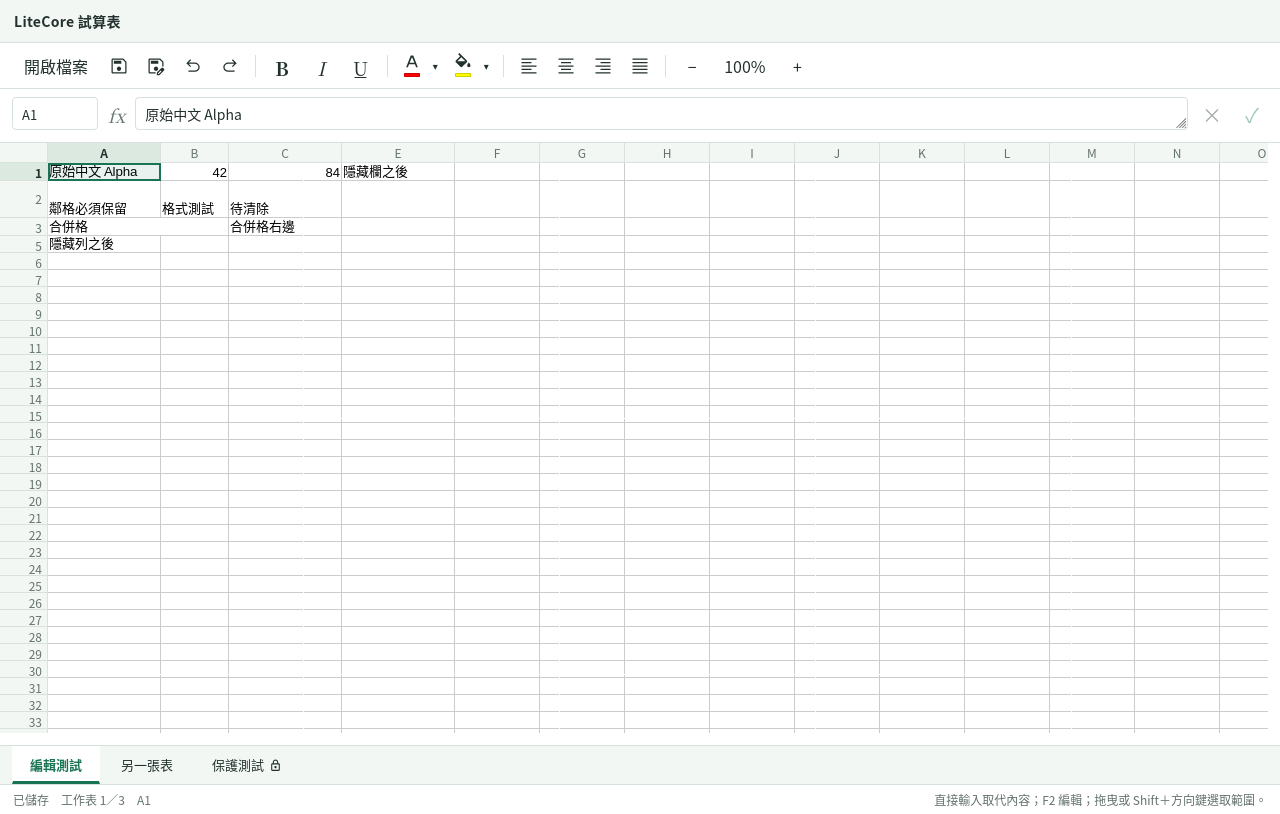 LiteCore 試算表
開啟檔案 B I U A ▾ ▾ − 100% +
A1 fx 原始中文 Alpha
A B C E F G H I J K L M N O
1 原始中文 Alpha 42 84 隱藏欄之後
2 鄰格必須保留 格式測試 待清除
3 合併格 合併格右邊
5 隱藏列之後
6
7
8
9
10
11
12
13
14
15
16
17
18
19
20
21
22
23
24
25
26
27
28
29
30
31
32
33
編輯測試 另一張表 保護測試
已儲存 工作表 1／3 A1 直接輸入取代內容；F2 編輯；拖曳或 Shift＋方向鍵選取範圍。